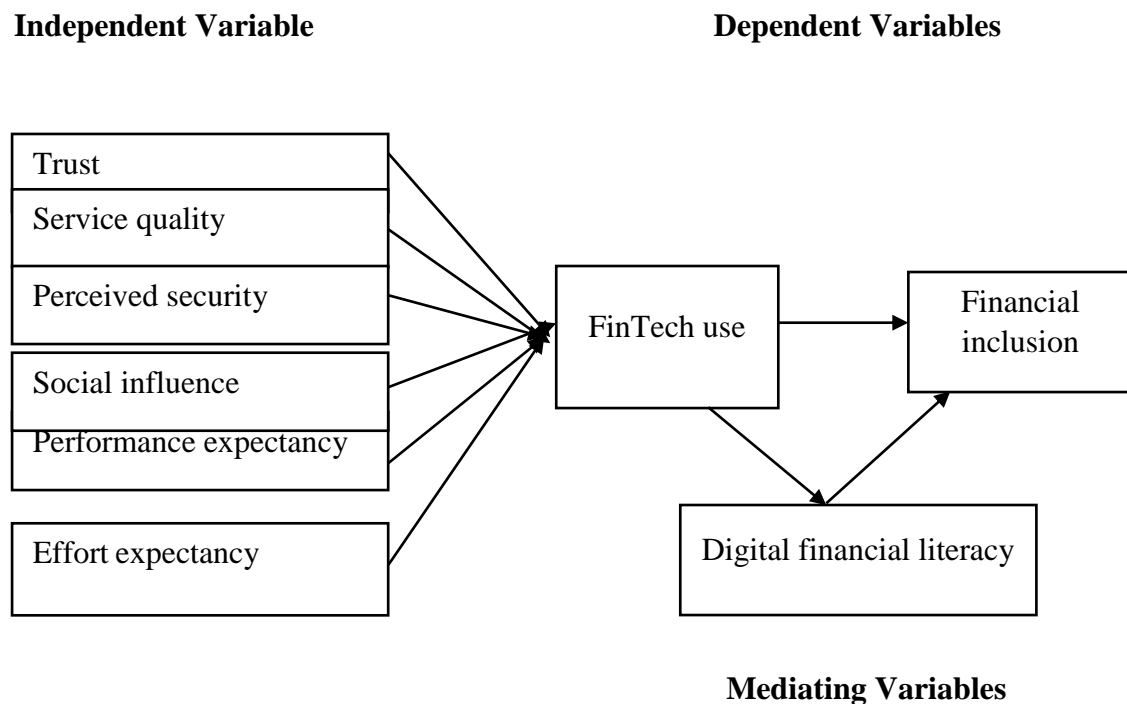 Independent Variable
Dependent Variables
Trust
Service quality
Perceived security
Social influence
Performance expectancy
Effort expectancy
FinTech use
Financial
inclusion
Digital financial literacy
Mediating Variables